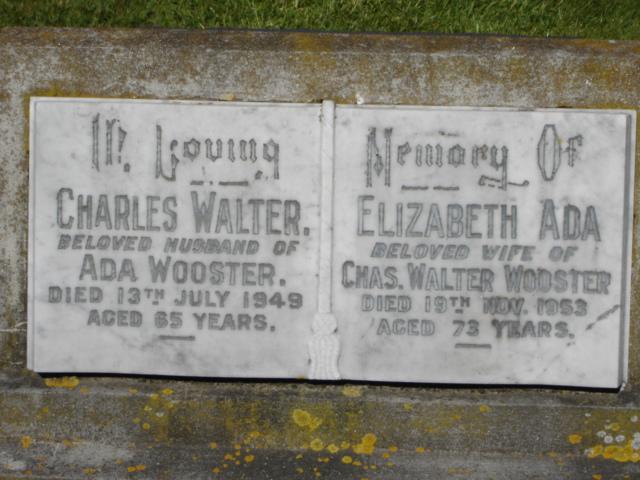 In Loving
CHARLES WALTER.
BELOVED HUSBAND OF
ADA WOOSTER.
DIED 13TH JULY 1949
AGED 65 YEARS.
Memory Of
ELIZABETH ADA
BELOVED WIFE OF
CHAS. WALTER WOOSTER
DIED 19TH NOV. 1953
AGED 73 YEARS.